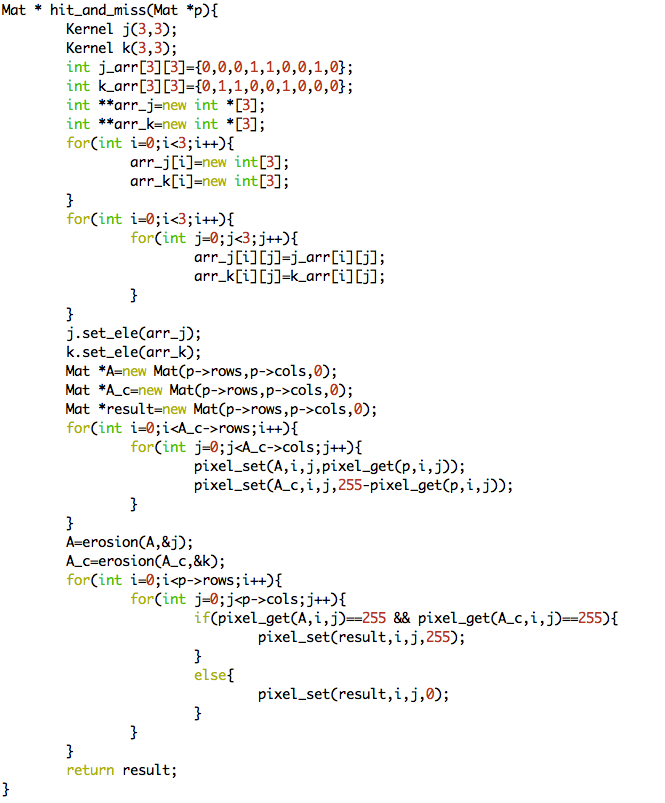 Mat * hit_and_miss(Mat *p){
        Kernel j(3,3);
        Kernel k(3,3);
        int j_arr[3][3]={0,0,0,1,1,0,0,1,0};
        int k_arr[3][3]={0,1,1,0,0,1,0,0,0};
        int **arr_j=new int *[3];
        int **arr_k=new int *[3];
        for(int i=0;i<3;i++){
                arr_j[i]=new int[3];
                arr_k[i]=new int[3];
        }
        for(int i=0;i<3;i++){
                for(int j=0;j<3;j++){
                        arr_j[i][j]=j_arr[i][j];
                        arr_k[i][j]=k_arr[i][j];
                }
        }
        j.set_ele(arr_j);
        k.set_ele(arr_k);
        Mat *A=new Mat(p->rows,p->cols,0);
        Mat *A_c=new Mat(p->rows,p->cols,0);
        Mat *result=new Mat(p->rows,p->cols,0);
        for(int i=0;i<A_c->rows;i++){
                for(int j=0;j<A_c->cols;j++){
                        pixel_set(A,i,j,pixel_get(p,i,j));
                        pixel_set(A_c,i,j,255-pixel_get(p,i,j));
                }
        }
        A=erosion(A,&j);
        A_c=erosion(A_c,&k);
        for(int i=0;i<p->rows;i++){
                for(int j=0;j<p->cols;j++){
                        if(pixel_get(A,i,j)==255 && pixel_get(A_c,i,j)==255){
                                pixel_set(result,i,j,255);
                        }
                        else{
                                pixel_set(result,i,j,0);
                        }
                }
        }
        return result;
}